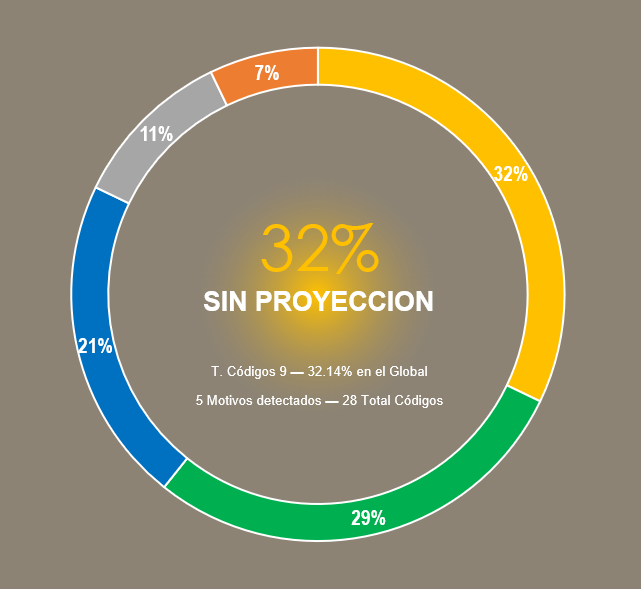 7%
11%
32%
32%
SIN PROYECCION
21%
T. Códigos 9 — 32.14% en el Global
5 Motivos detectados — 28 Total Códigos
29%